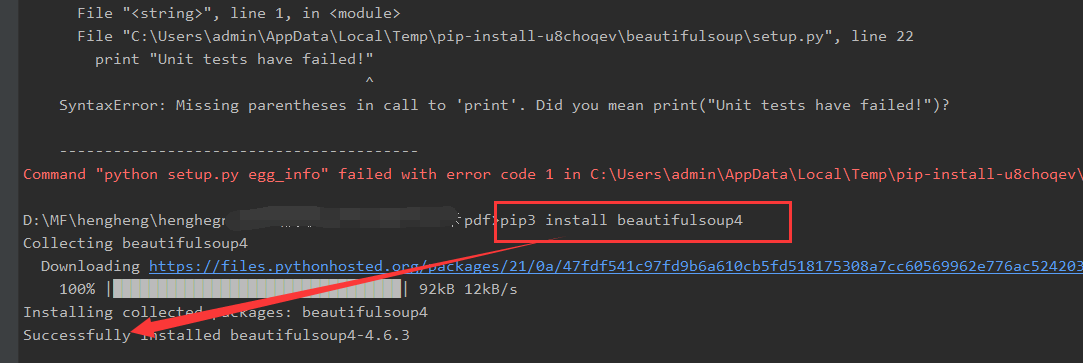 File "<string>", line 1, in <module>
File "C:\Users\admin\AppData\Local\Temp\pip-install-u8choqev\beautifulsoup\setup.py", line 22
print "Unit tests have failed!"
^
SyntaxError: Missing parentheses in call to 'print'. Did you mean print("Unit tests have failed!")?
----------------------------------------
Command "python setup.py egg_info" failed with error code 1 in C:\Users\admin\AppData\Local\Temp\pip-install-u8choqev\
D:\MF\hengheng\henghegr pdf>pip3 install beautifulsoup4
Collecting beautifulsoup4
Downloading https://files.pythonhosted.org/packages/21/0a/47fdf541c97fd9b6a610cb5fd518175308a7cc60569962e776ac524203
100% |████████████████████████████████| 92kB 12kB/s
Installing collected packages: beautifulsoup4
Successfully installed beautifulsoup4-4.6.3